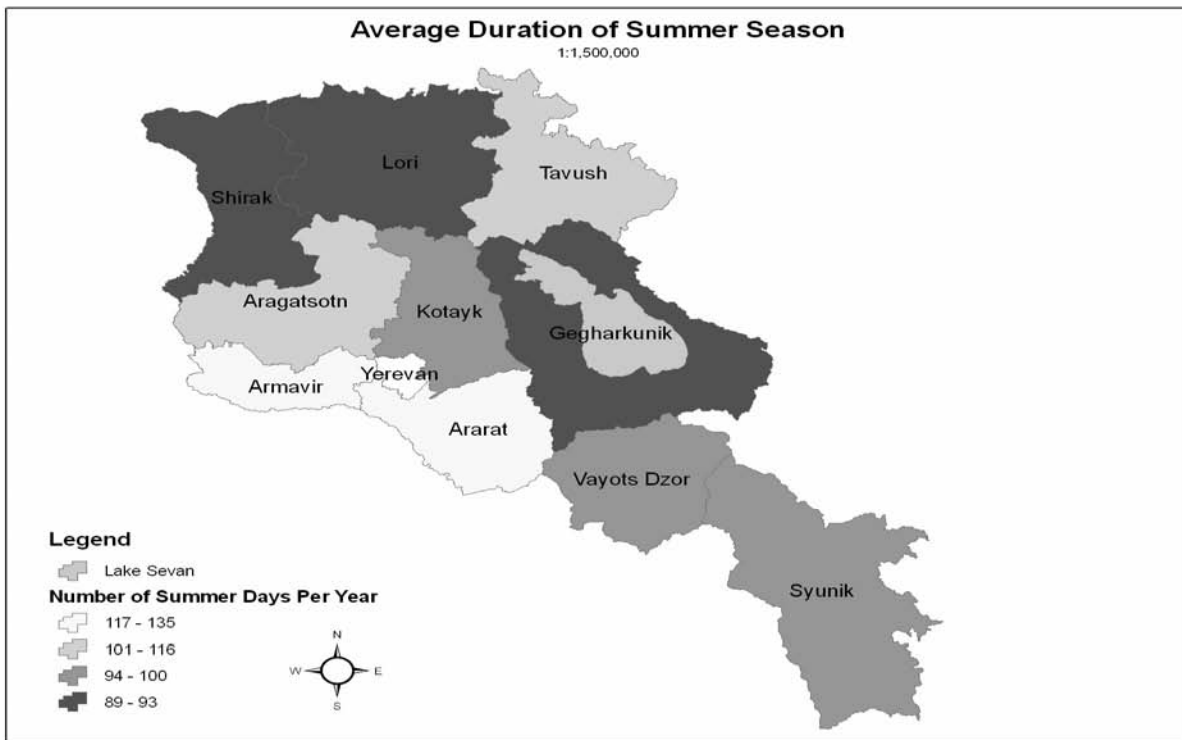 Average Duration of Summer Season
1:1,500,000
Lori
Tavush
Shirak
Aragatsotn
Kotayk
Gegharkunik
Yerevan
Armavir
Ararat
Vayots Dzor
Syunik
Legend
Lake Sevan
Number of Summer Days Per Year
117 - 135
101 - 116
94 - 100
89 - 93
N
W E
S